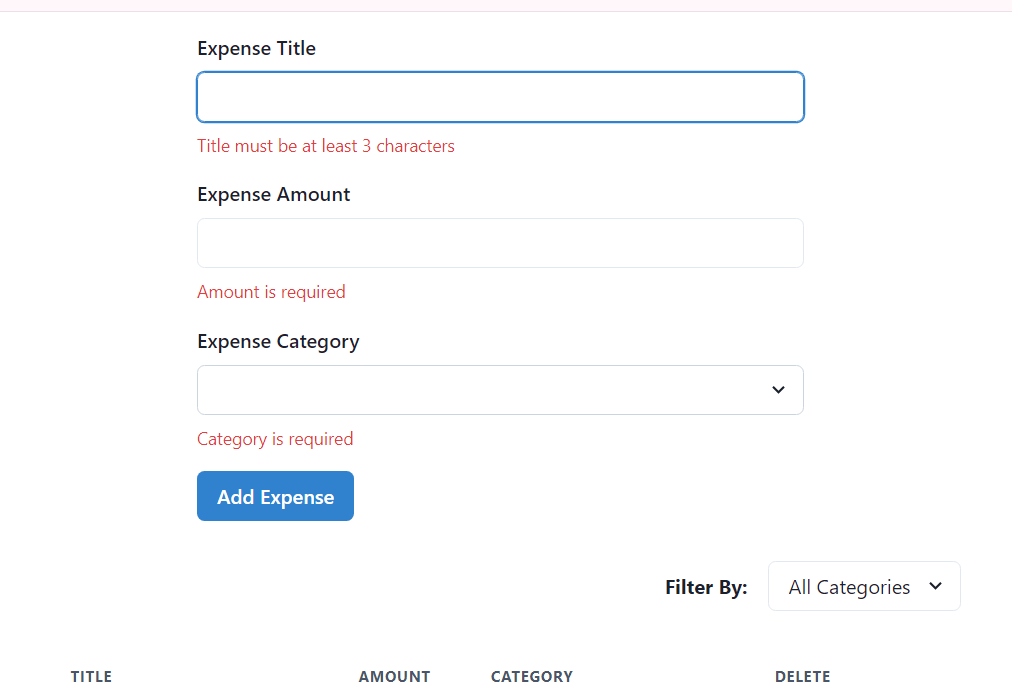 Expense Title
Title must be at least 3 characters
Expense Amount
Amount is required
Expense Category
Category is required
Add Expense
Filter By: All Categories
TITLE AMOUNT CATEGORY DELETE